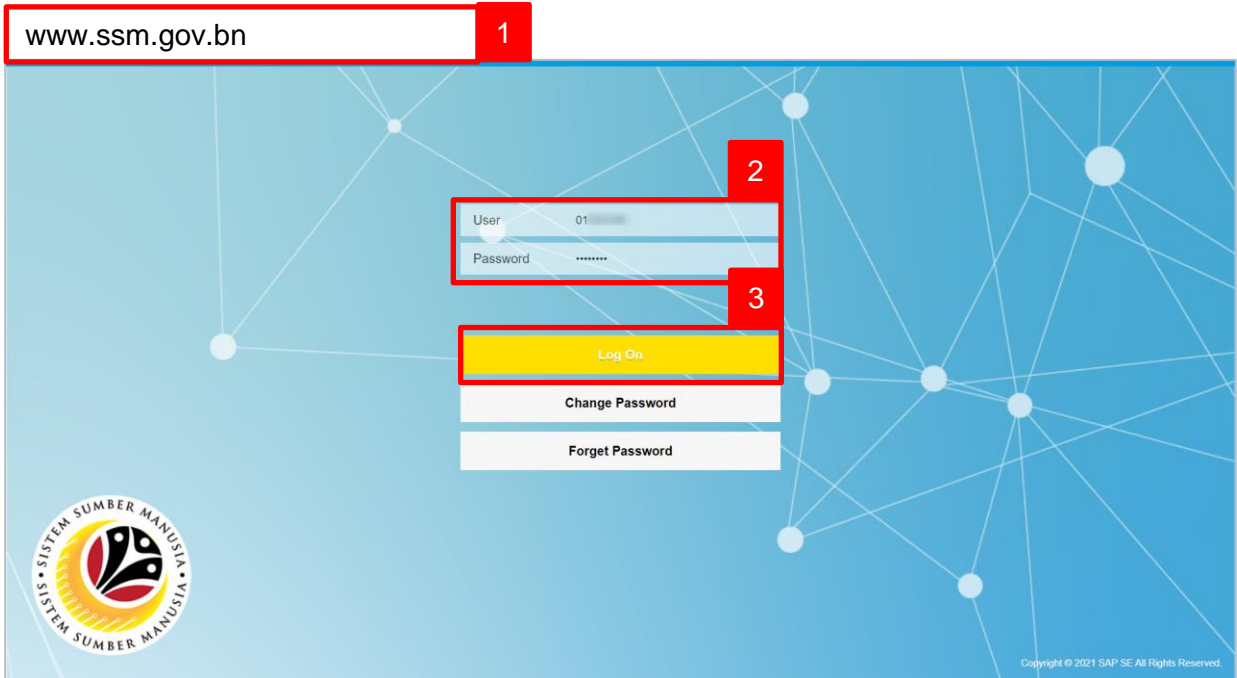 www.ssm.gov.bn
1
2
User 01
Password ••••••••
3
Log On
Change Password
Forget Password
SISTEM SUMBER MANUSIA • SISTEM SUMBER MANUSIA •
Copyright © 2021 SAP SE All Rights Reserved.